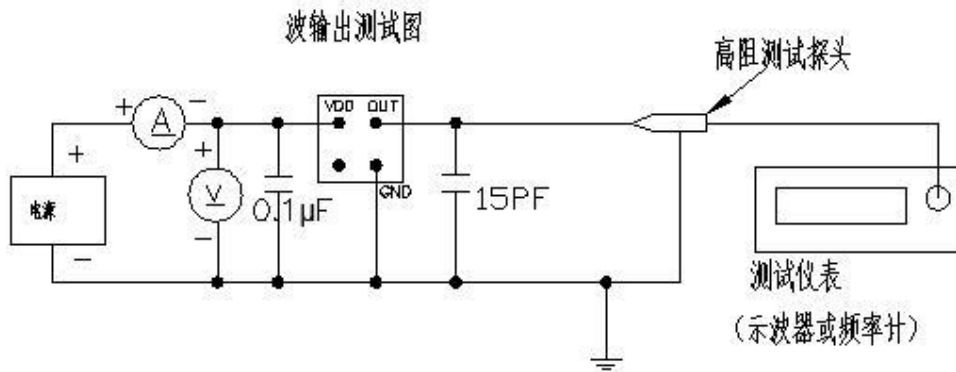 波输出测试图
高阻测试探头
+ A −
VDD OUT
+
+
V
电源
0.1μF
GND
15PF
−
−
测试仪表
(示波器或频率计)